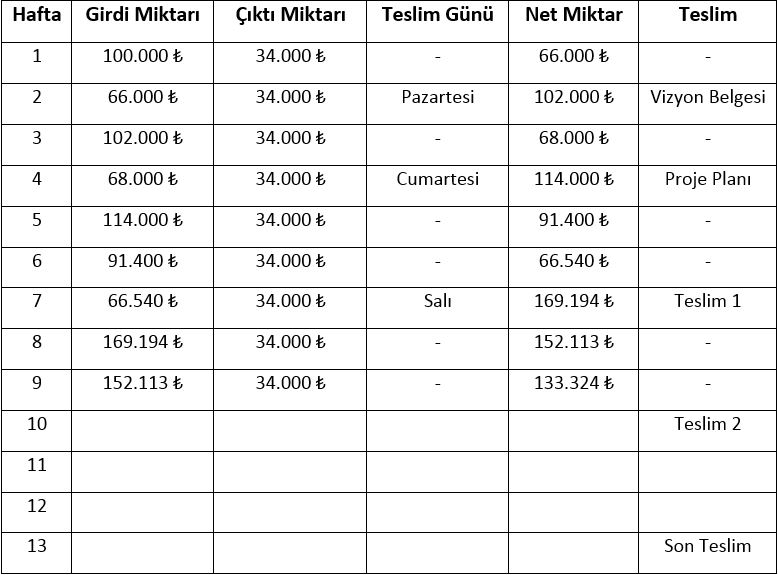 Hafta Girdi Miktarı Çıktı Miktarı Teslim Günü Net Miktar Teslim
1 100.000 ₺ 34.000 ₺ - 66.000 ₺ -
2 66.000 ₺ 34.000 ₺ Pazartesi 102.000 ₺ Vizyon Belgesi
3 102.000 ₺ 34.000 ₺ - 68.000 ₺ -
4 68.000 ₺ 34.000 ₺ Cumartesi 114.000 ₺ Proje Planı
5 114.000 ₺ 34.000 ₺ - 91.400 ₺ -
6 91.400 ₺ 34.000 ₺ - 66.540 ₺ -
7 66.540 ₺ 34.000 ₺ Salı 169.194 ₺ Teslim 1
8 169.194 ₺ 34.000 ₺ - 152.113 ₺ -
9 152.113 ₺ 34.000 ₺ - 133.324 ₺ -
10 Teslim 2
11
12
13 Son Teslim